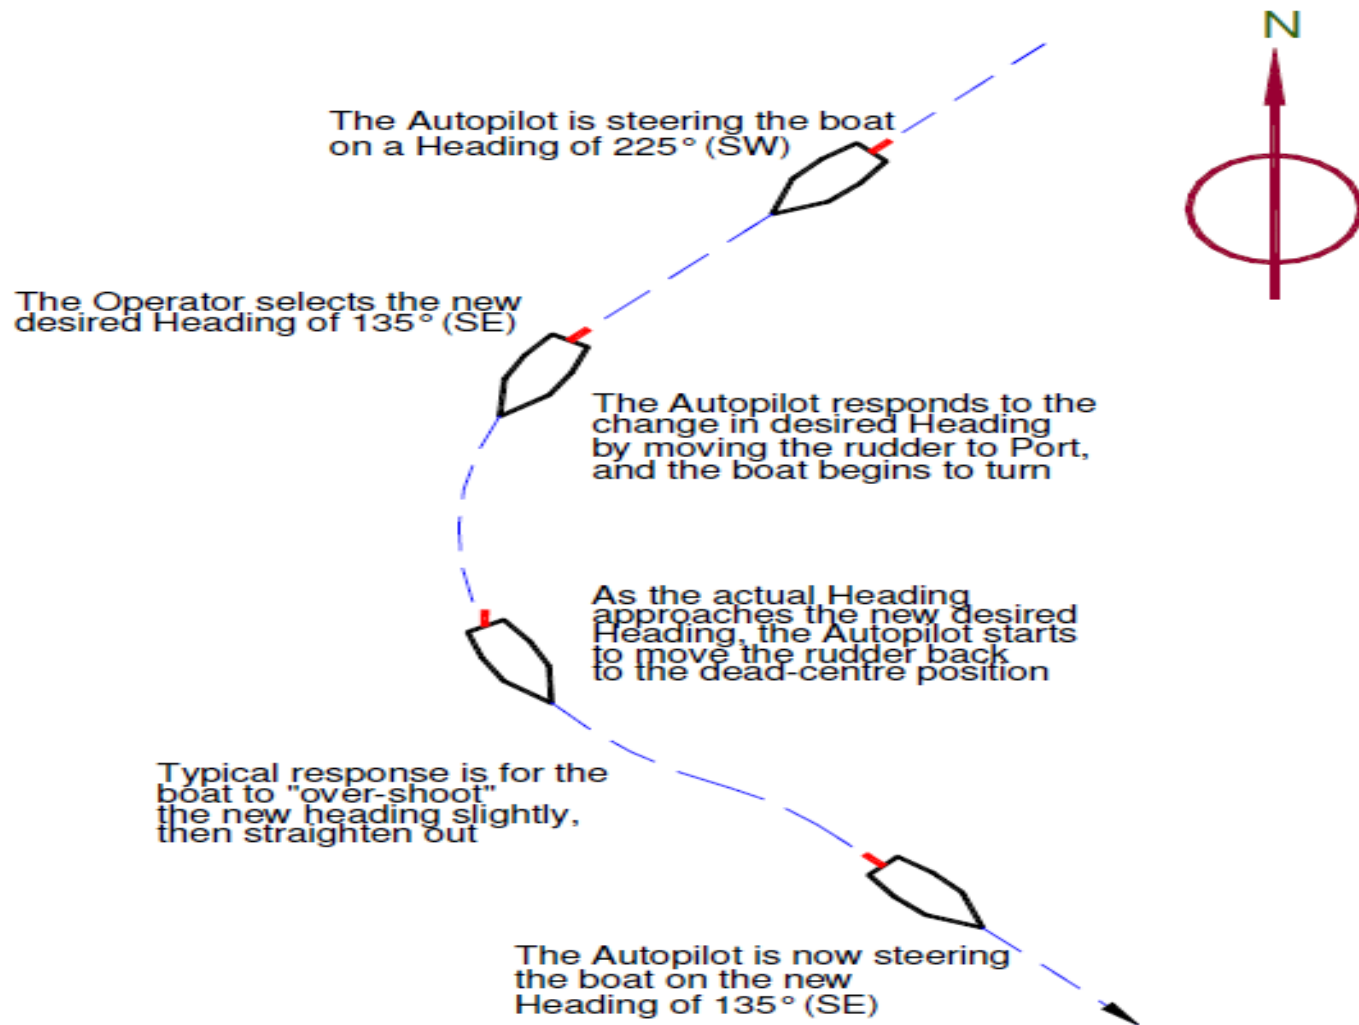 N
The Autopilot is steering the boat
on a Heading of 225° (SW)
The Operator selects the new
desired Heading of 135° (SE)
The Autopilot responds to the
change in desired Heading
by moving the rudder to Port,
and the boat begins to turn
As the actual Heading
approaches the new desired
Heading, the Autopilot starts
to move the rudder back
to the dead-centre position
Typical response is for the
boat to "over-shoot"
the new heading slightly,
then straighten out
The Autopilot is now steering
the boat on the new
Heading of 135° (SE)